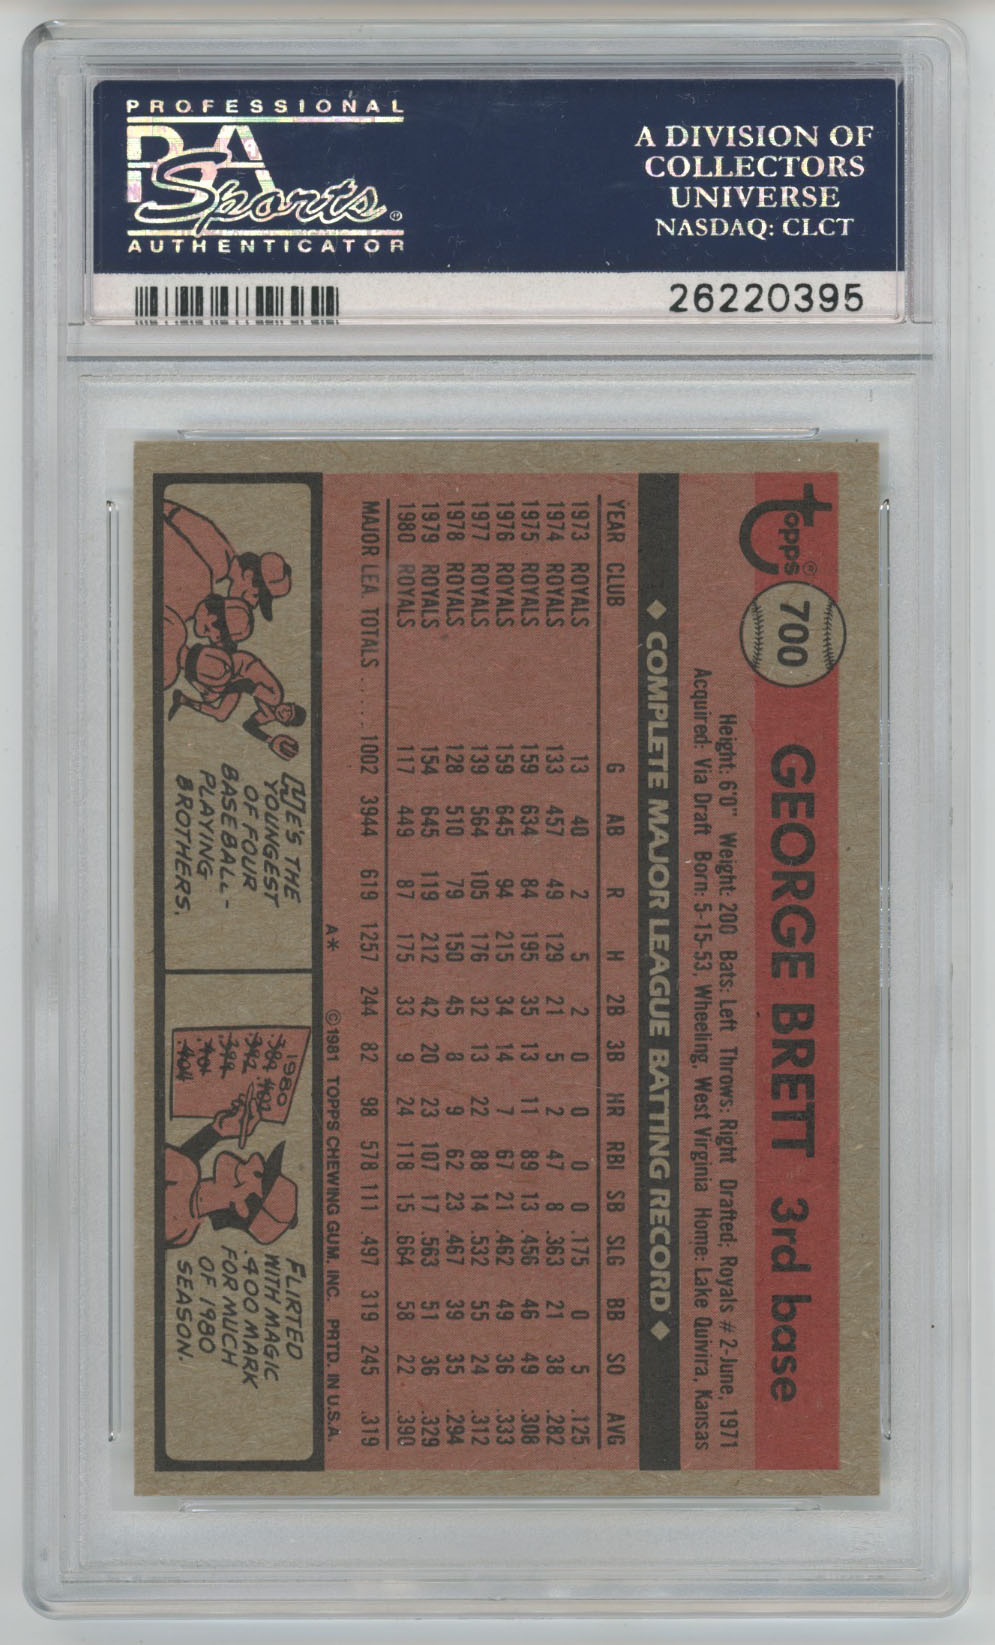 PROFESSIONAL
PSA
Sports®
AUTHENTICATOR
A DIVISION OF
COLLECTORS
UNIVERSE
NASDAQ: CLCT
26220395
topps®
700
GEORGE BRETT 3rd base
Height: 6'0" Weight: 200 Bats: Left Throws: Right Drafted: Royals #2-June, 1971
Acquired: Via Draft Born: 5-15-53, Wheeling, West Virginia Home: Lake Quivira, Kansas
◆ COMPLETE MAJOR LEAGUE BATTING RECORD ◆
YEAR CLUB G AB R H 2B 3B HR RBI SB SLG BB SO AVG
1973 ROYALS 13 40 2 5 2 0 0 0 0 .175 0 5 .125
1974 ROYALS 133 457 49 129 21 5 2 47 8 .363 21 38 .282
1975 ROYALS 159 634 84 195 35 13 11 89 13 .456 46 49 .308
1976 ROYALS 159 645 94 215 34 14 7 67 21 .462 49 36 .333
1977 ROYALS 139 564 105 176 32 13 22 88 14 .532 55 24 .312
1978 ROYALS 128 510 79 150 45 8 9 62 23 .467 39 35 .294
1979 ROYALS 154 645 119 212 42 20 23 107 17 .563 51 36 .329
1980 ROYALS 117 449 87 175 33 9 24 118 15 .664 58 22 .390
MAJOR LEA. TOTALS ..... 1002 3944 619 1257 244 82 98 578 111 .497 319 245 .319
A* © 1981 TOPPS CHEWING GUM, INC. PRTD. IN U.S.A.
HE'S THE
YOUNGEST
OF FOUR
BASEBALL-
PLAYING
BROTHERS.
1980
.389 .402
.392
.399
.401
.404
FLIRTED
WITH MAGIC
.400 MARK
FOR MUCH
OF 1980
SEASON.